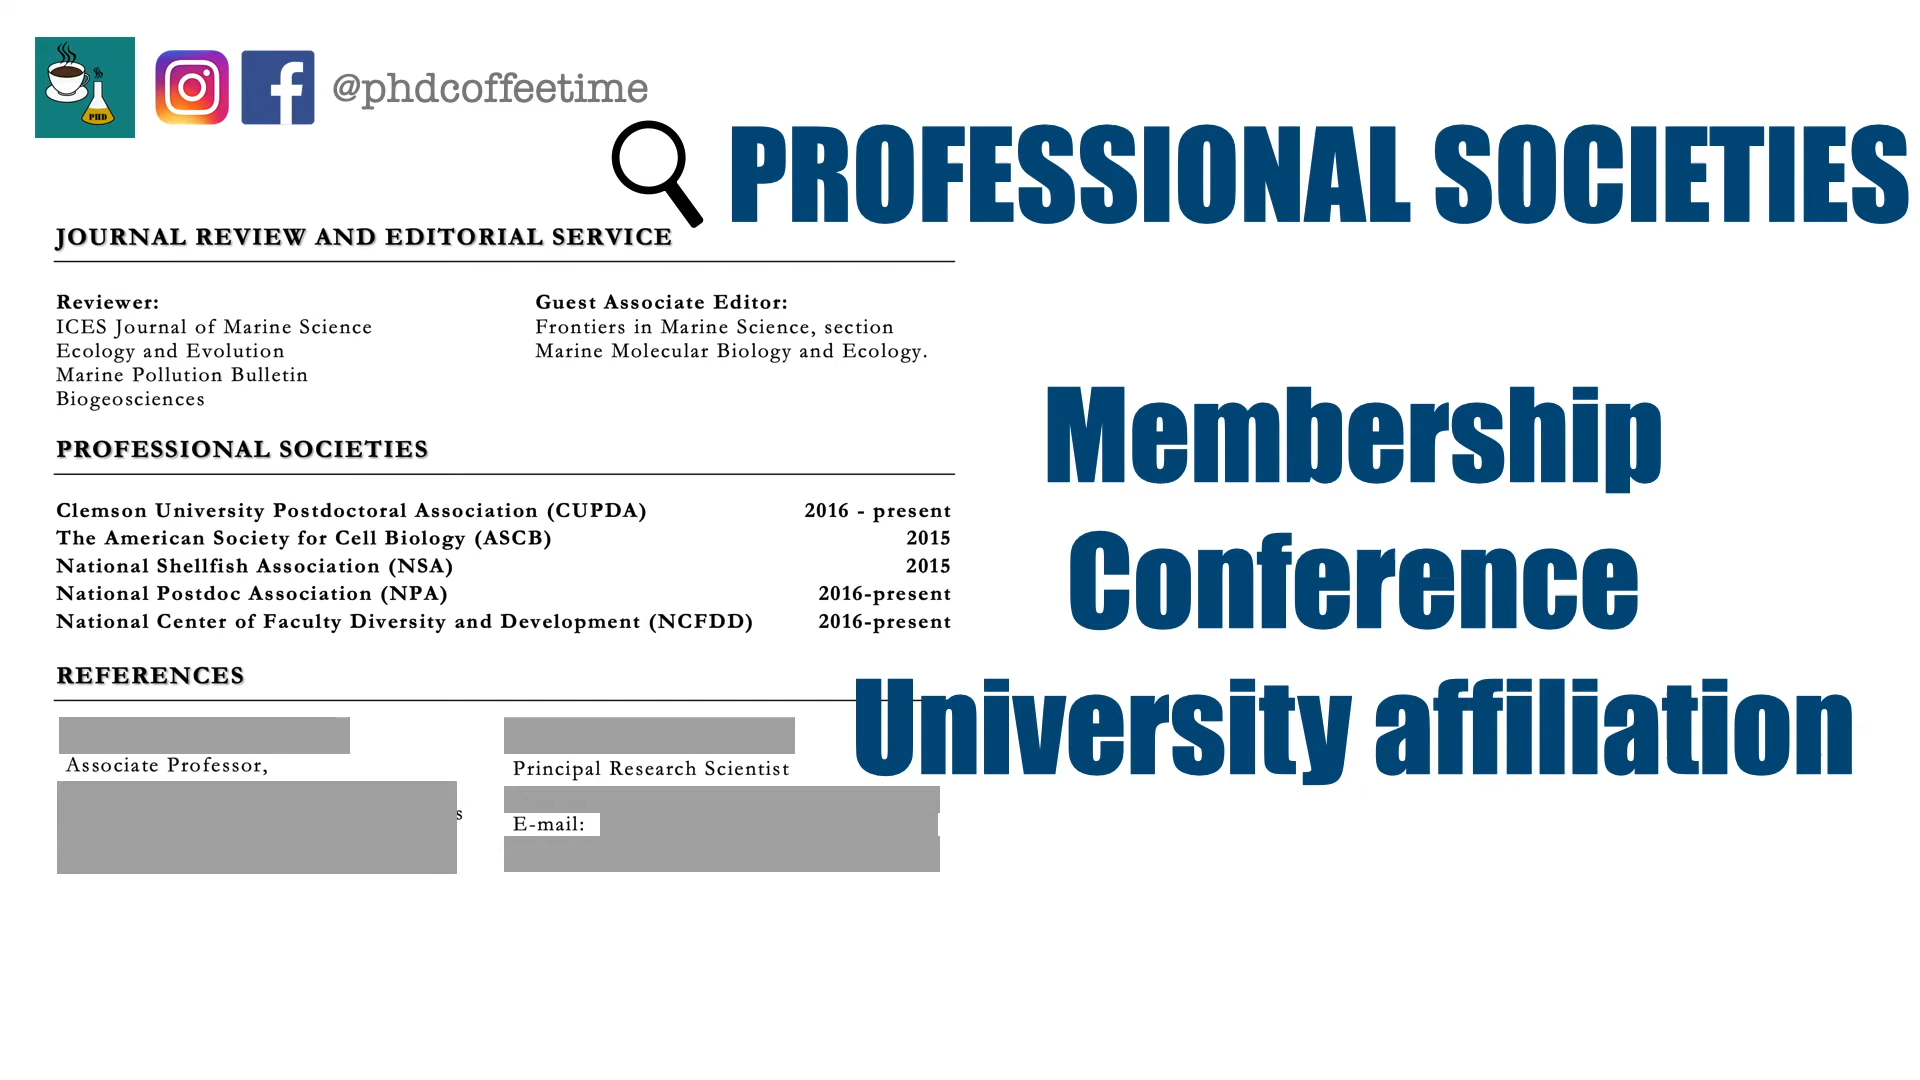 PHD
@phdcoffeetime
PROFESSIONAL SOCIETIES
JOURNAL REVIEW AND EDITORIAL SERVICE
Reviewer:
ICES Journal of Marine Science
Ecology and Evolution
Marine Pollution Bulletin
Biogeosciences
Guest Associate Editor:
Frontiers in Marine Science, section
Marine Molecular Biology and Ecology.
PROFESSIONAL SOCIETIES
Clemson University Postdoctoral Association (CUPDA) 2016 - present
The American Society for Cell Biology (ASCB) 2015
National Shellfish Association (NSA) 2015
National Postdoc Association (NPA) 2016-present
National Center of Faculty Diversity and Development (NCFDD) 2016-present
REFERENCES
Associate Professor,
s
Principal Research Scientist
E-mail:
Membership
Conference
University affiliation